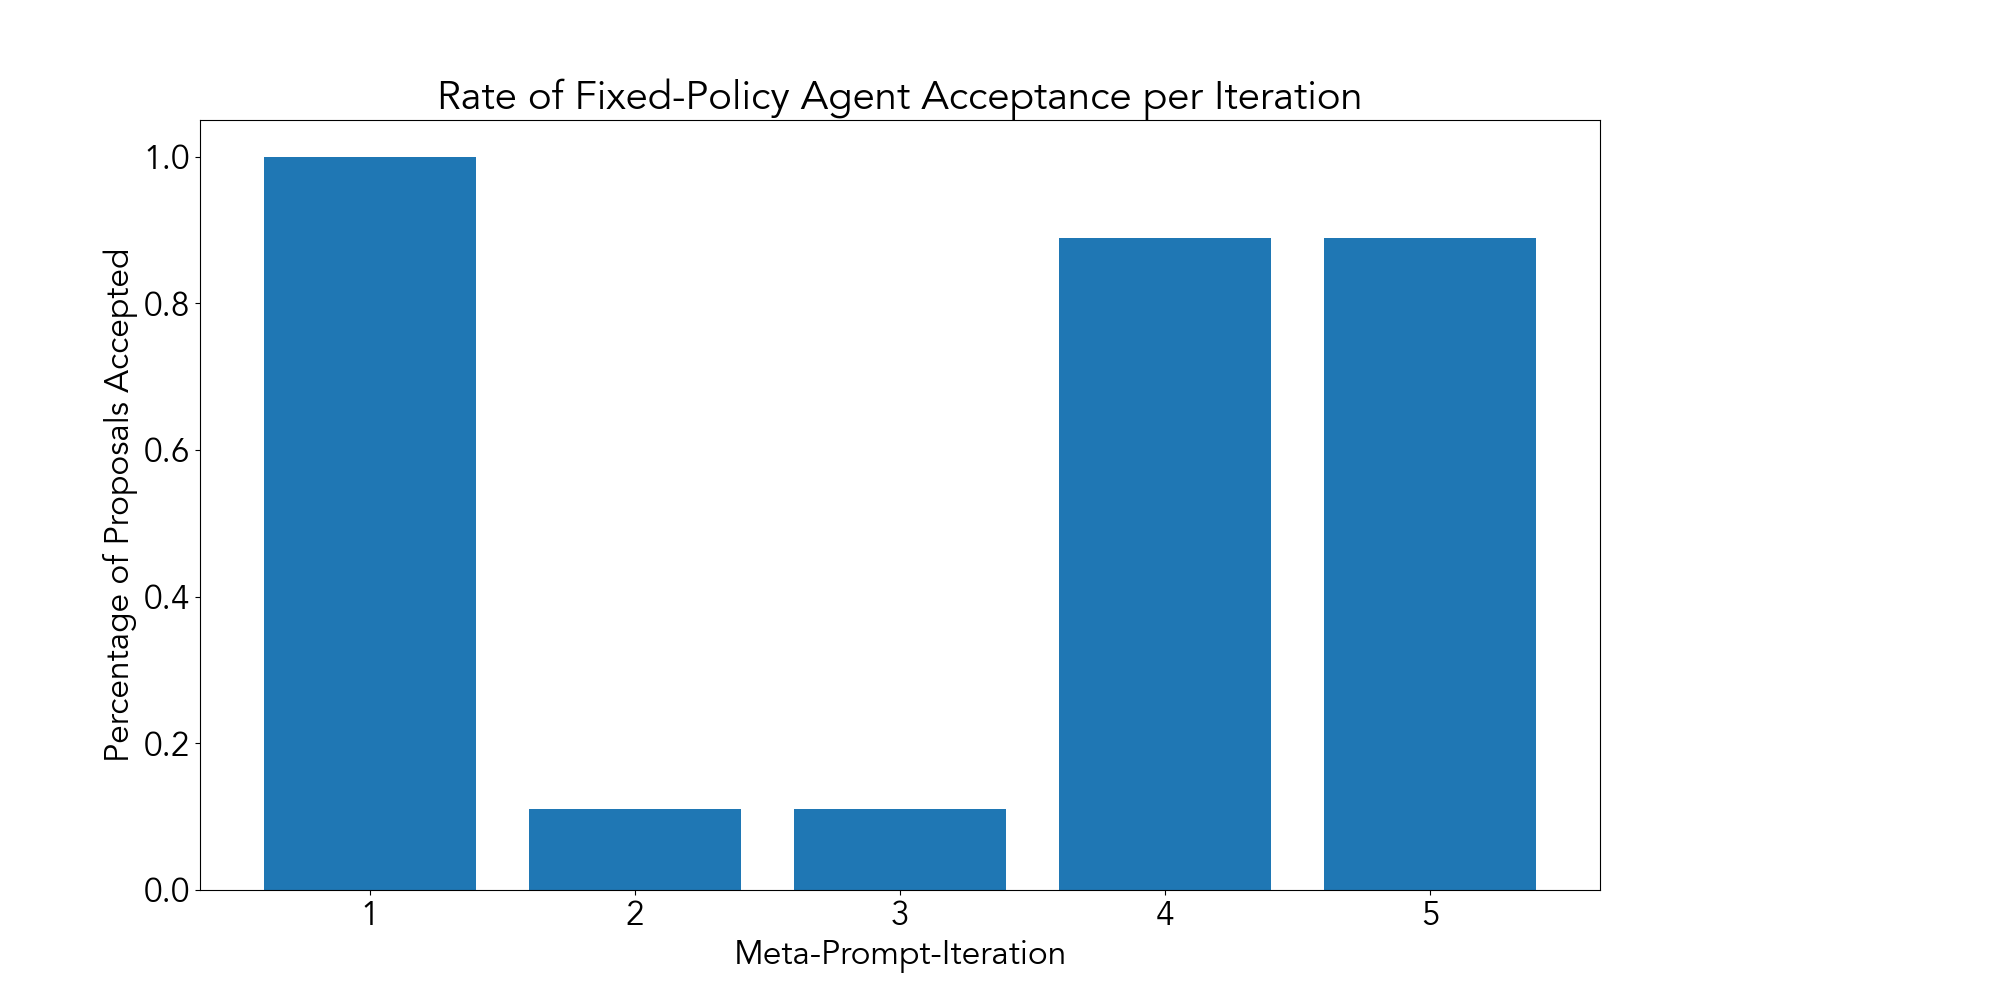 Rate of Fixed-Policy Agent Acceptance per Iteration
Percentage of Proposals Accepted
1.0
0.8
0.6
0.4
0.2
0.0
1 2 3 4 5
Meta-Prompt-Iteration